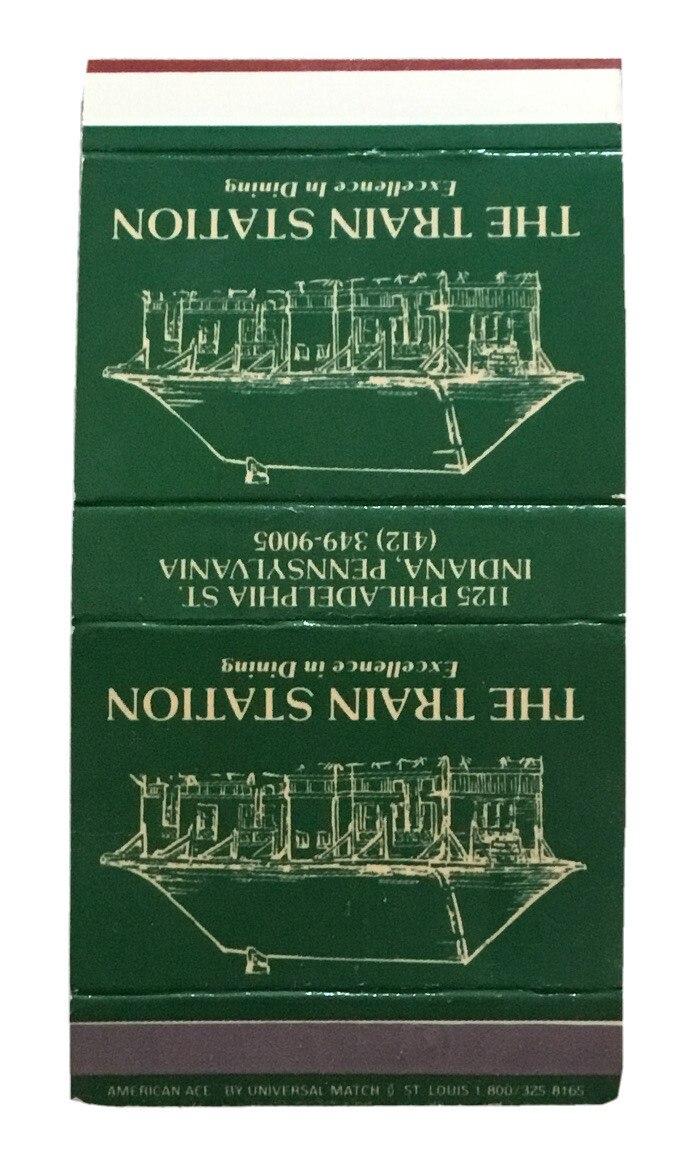 THE TRAIN STATION
Excellence in Dining
1125 PHILADELPHIA ST.
INDIANA, PENNSYLVANIA
(412) 349-9005
THE TRAIN STATION
Excellence In Dining
AMERICAN ACE BY UNIVERSAL MATCH ST. LOUIS 1 800/325 8165